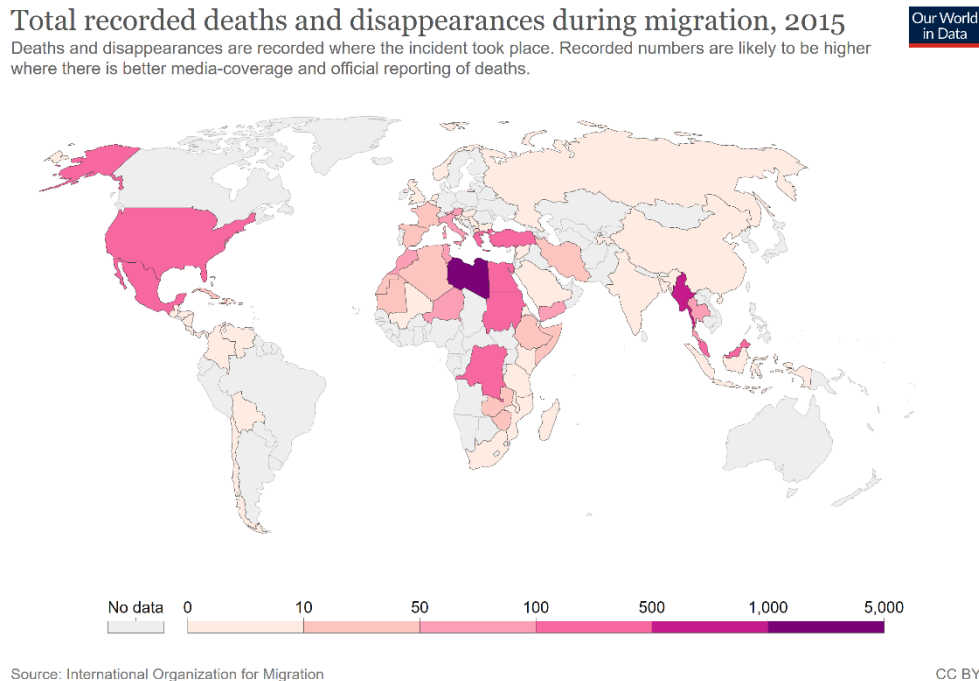 Total recorded deaths and disappearances during migration, 2015
Our World
in Data
Deaths and disappearances are recorded where the incident took place. Recorded numbers are likely to be higher
where there is better media-coverage and official reporting of deaths.
No data 0 10 50 100 500 1,000 5,000
Source: International Organization for Migration CC BY